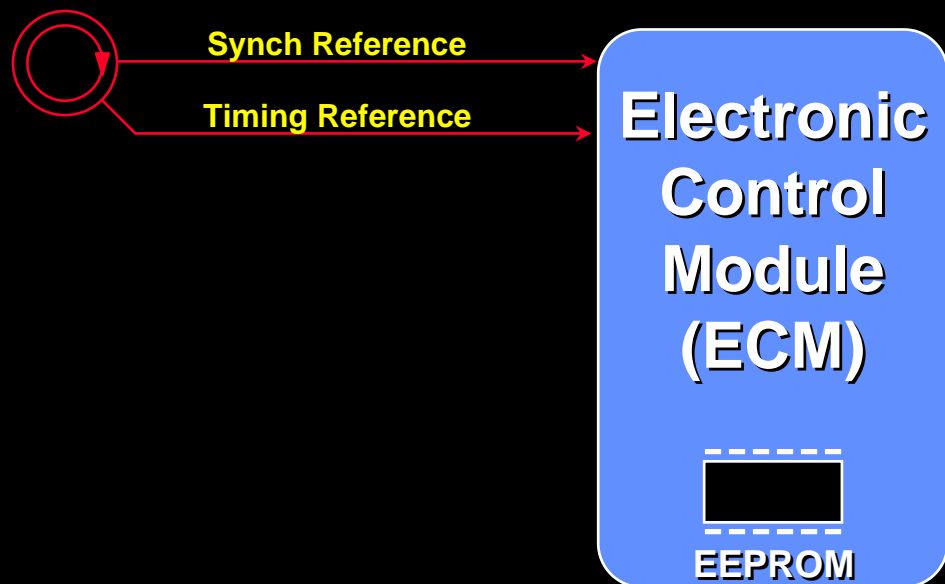 Synch Reference
Timing Reference
Electronic
Control
Module
(ECM)
EEPROM